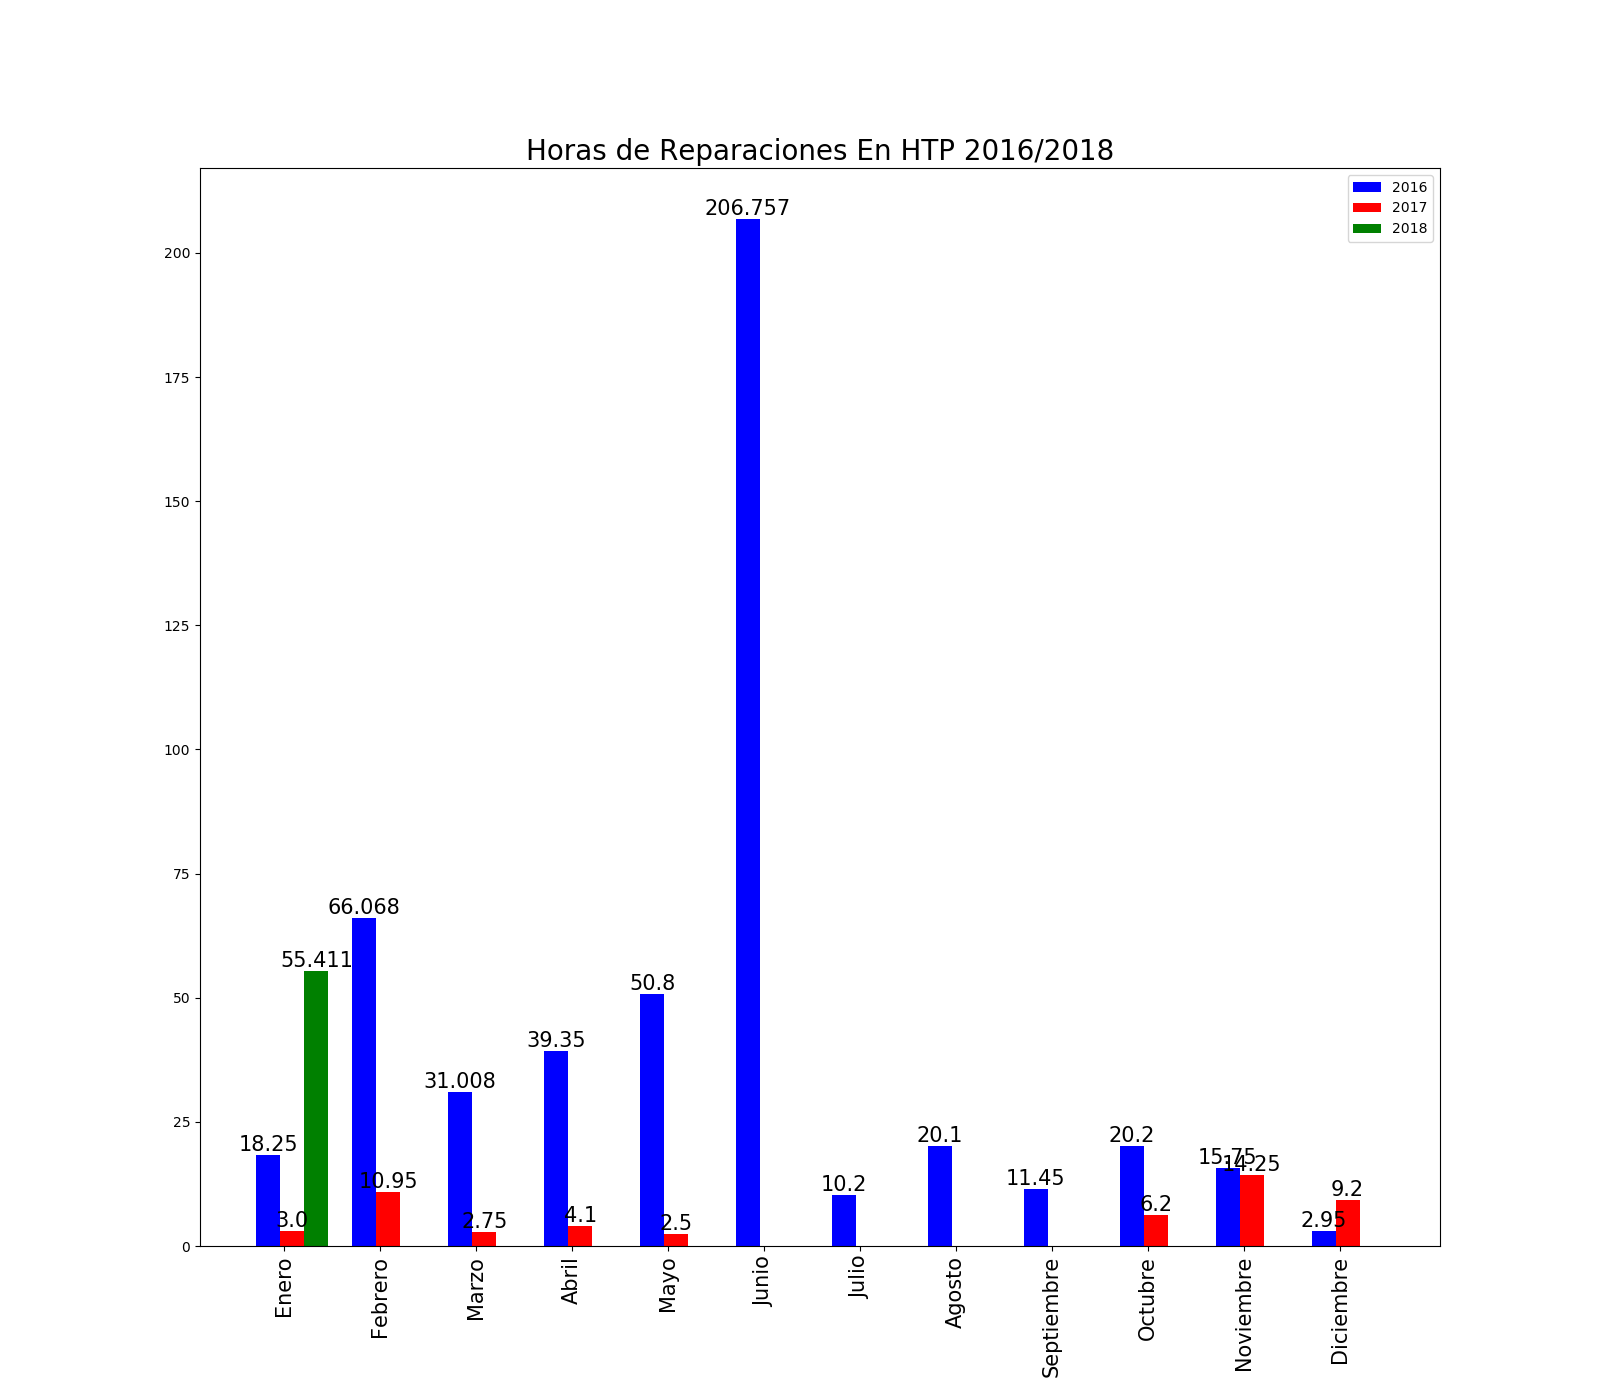 Horas de Reparaciones En HTP 2016/2018
2016
2017
2018
206.757
200
175
150
125
100
75
50
25
0
66.068
55.411
50.8
39.35
31.008
18.25
3.0
10.95
2.75
4.1
2.5
10.2
20.1
11.45
20.2
6.2
15.75
14.25
2.95
9.2
Enero
Febrero
Marzo
Abril
Mayo
Junio
Julio
Agosto
Septiembre
Octubre
Noviembre
Diciembre